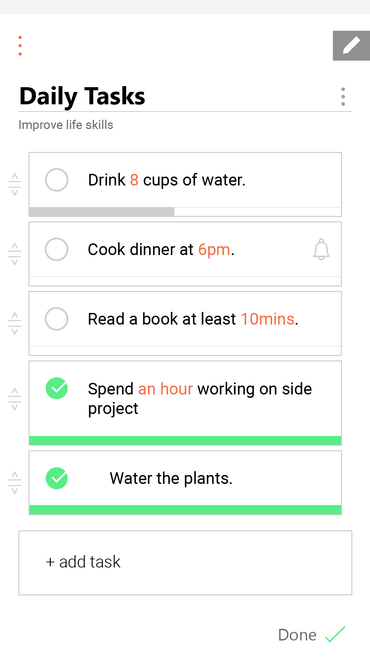 Daily Tasks
Improve life skills
Drink 8 cups of water.
Cook dinner at 6pm.
Read a book at least 10mins.
Spend an hour working on side
project
Water the plants.
+ add task
Done